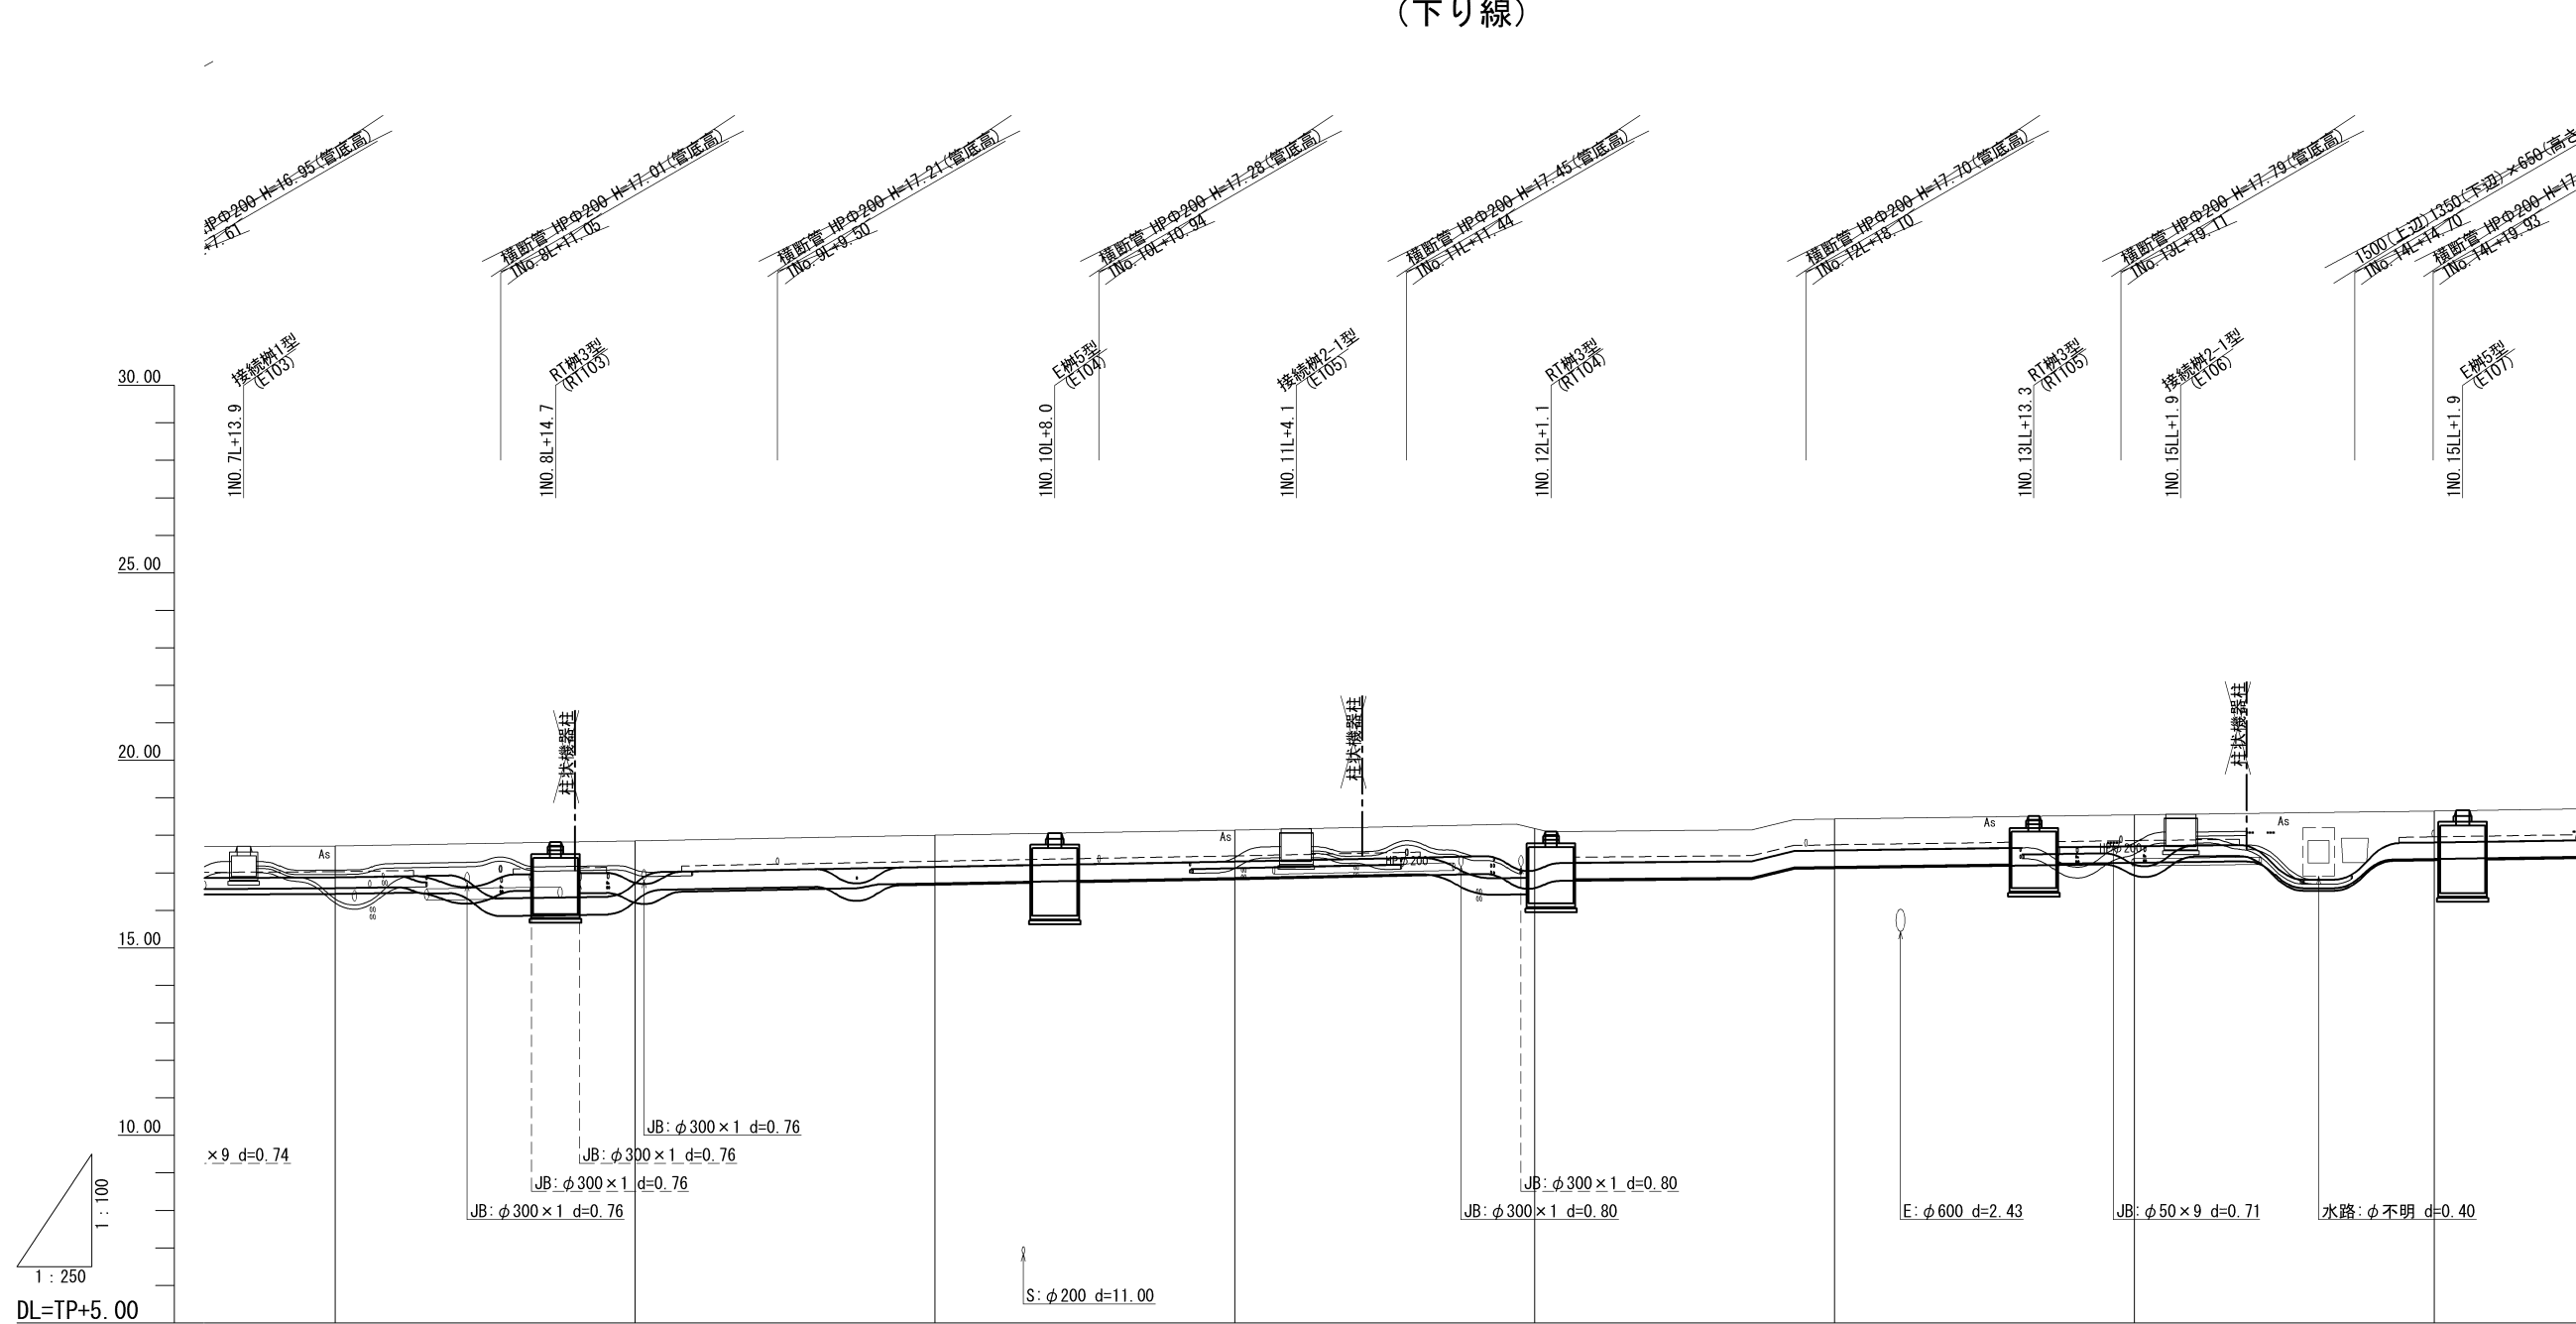 (下り線)
HPΦ200 H=16.95(管底高)
+7.61
横断管 HPΦ200 H=17.01(管底高)
1No.8L+11.05
横断管 HPΦ200 H=17.21(管底高)
1No.9L+9.50
横断管 HPΦ200 H=17.28(管底高)
1No.10L+10.94
横断管 HPΦ200 H=17.45(管底高)
1No.11L+11.44
横断管 HPΦ200 H=17.70(管底高)
1No.12L+18.10
横断管 HPΦ200 H=17.79(管底高)
1No.13L+19.11
1500(上辺)1350(下辺)×650(高さ
1No.14L+14.70
横断管 HPΦ200 H=17
1No.14L+19.93
接続桝1型
(E103)
1NO.7L+13.9
RT桝3型
(RT103)
1NO.8L+14.7
E桝5型
(E104)
1NO.10L+8.0
接続桝2-1型
(E105)
1NO.11L+4.1
RT桝3型
(RT104)
1NO.12L+1.1
RT桝3型
(RT105)
1NO.13LL+13.3
接続桝2-1型
(E106)
1NO.15LL+1.9
E桝5型
(E107)
1NO.15LL+1.9
30.00
25.00
20.00
15.00
10.00
柱状機器柱
柱状機器柱
柱状機器柱
As
As
As
As
HPφ200
HPφ200
JB:φ300×1 d=0.76
×9 d=0.74
JB:φ300×1 d=0.76
JB:φ300×1 d=0.76
JB:φ300×1 d=0.76
JB:φ300×1 d=0.80
JB:φ300×1 d=0.80
E:φ600 d=2.43
JB:φ50×9 d=0.71
水路:φ不明 d=0.40
S:φ200 d=11.00
1:100
1:250
DL=TP+5.00